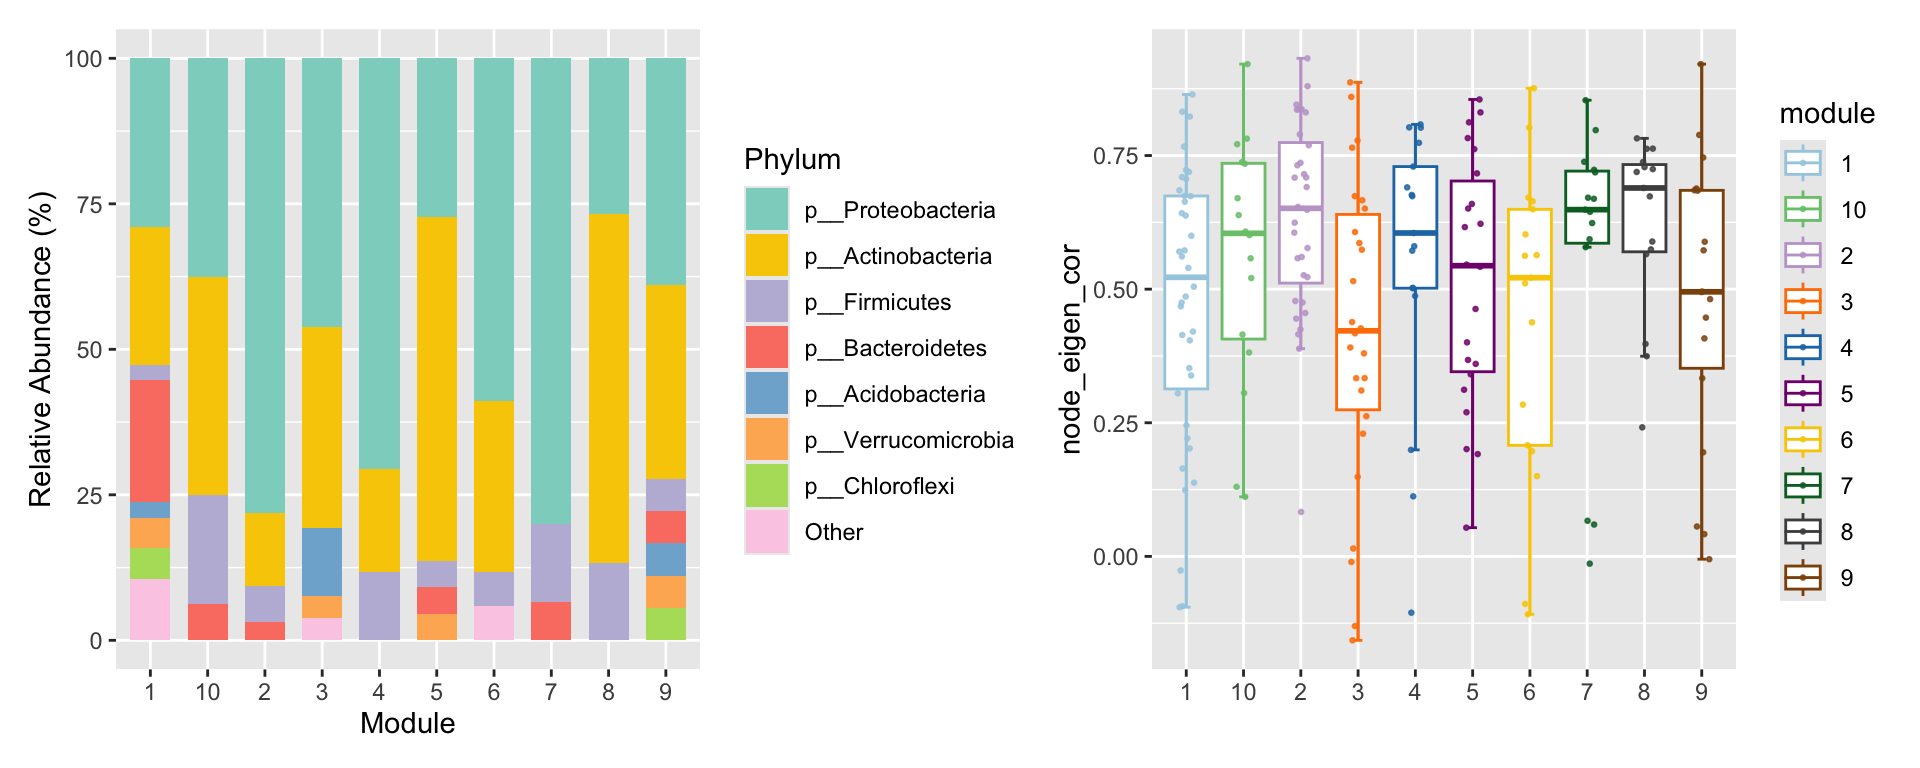 100
75
50
25
0
Relative Abundance (%)
1 10 2 3 4 5 6 7 8 9
Module
Phylum
p__Proteobacteria
p__Actinobacteria
p__Firmicutes
p__Bacteroidetes
p__Acidobacteria
p__Verrucomicrobia
p__Chloroflexi
Other
0.75
0.50
0.25
0.00
node_eigen_cor
1 10 2 3 4 5 6 7 8 9
module
1
10
2
3
4
5
6
7
8
9